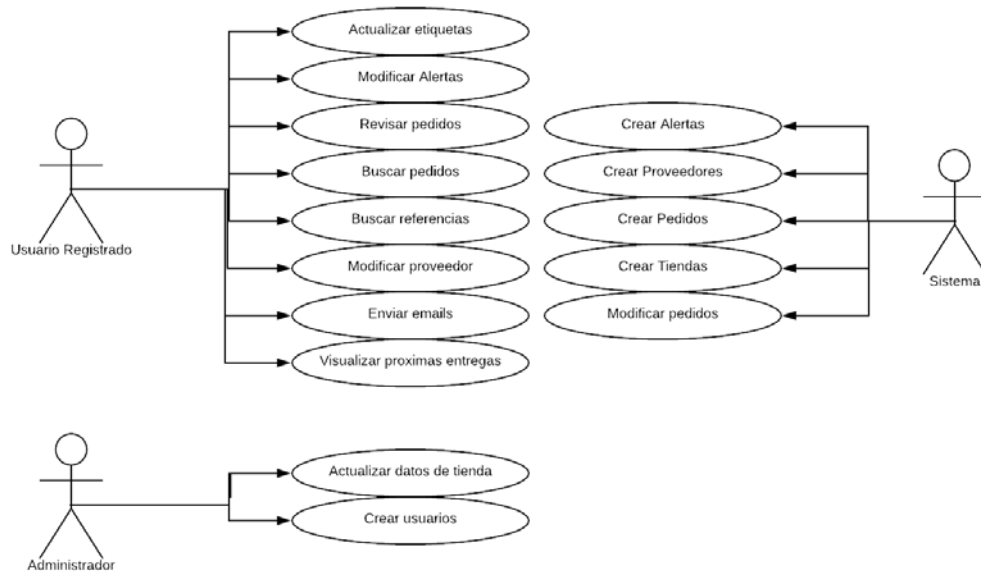 Actualizar etiquetas
Modificar Alertas
Revisar pedidos
Buscar pedidos
Buscar referencias
Modificar proveedor
Enviar emails
Visualizar proximas entregas
Usuario Registrado
Crear Alertas
Crear Proveedores
Crear Pedidos
Crear Tiendas
Modificar pedidos
Sistema
Actualizar datos de tienda
Crear usuarios
Administrador